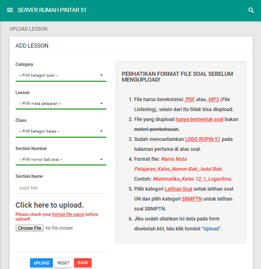 SERVER RUMAH PINTAR 51
UPLOAD LESSON
ADD LESSON
Category
-- Pilih kategori soal --
Lesson
-- Pilih mata pelajaran --
Class
-- Pilih kategori kelas --
Section Number
-- Pilih nomor bab soal --
Section Name
Judul Bab
Click here to upload.
Please check your format file name before upload!
Choose File No file chosen
UPLOAD RESET BACK
PERHATIKAN FORMAT FILE SOAL SEBELUM
MENGUPLOAD!
1. File harus berekstensi .PDF atas .MP3 (File
Listening), selain dari itu tidak bisa diupload.
2. File yang diupload hanya berbentuk soal bukan
materi pembahasan.
3. Sudah mencantumkan LOGO RUPIN 51 pada
halaman pertama di atas soal.
4. Format file: Nama Mata
Pelajaran_Kelas_Nomor Bab_Judul Bab.
Contoh: Matematika_Kelas 12_1_Logaritma.
5. Pilih kategori Latihan Soal untuk latihan soal
UN dan pilih kategori SBMPTN untuk latihan
soal SBMPTN.
6. Jika sudah silahkan isi data pada form
disebelah kiri, lalu klik tombol "Upload".